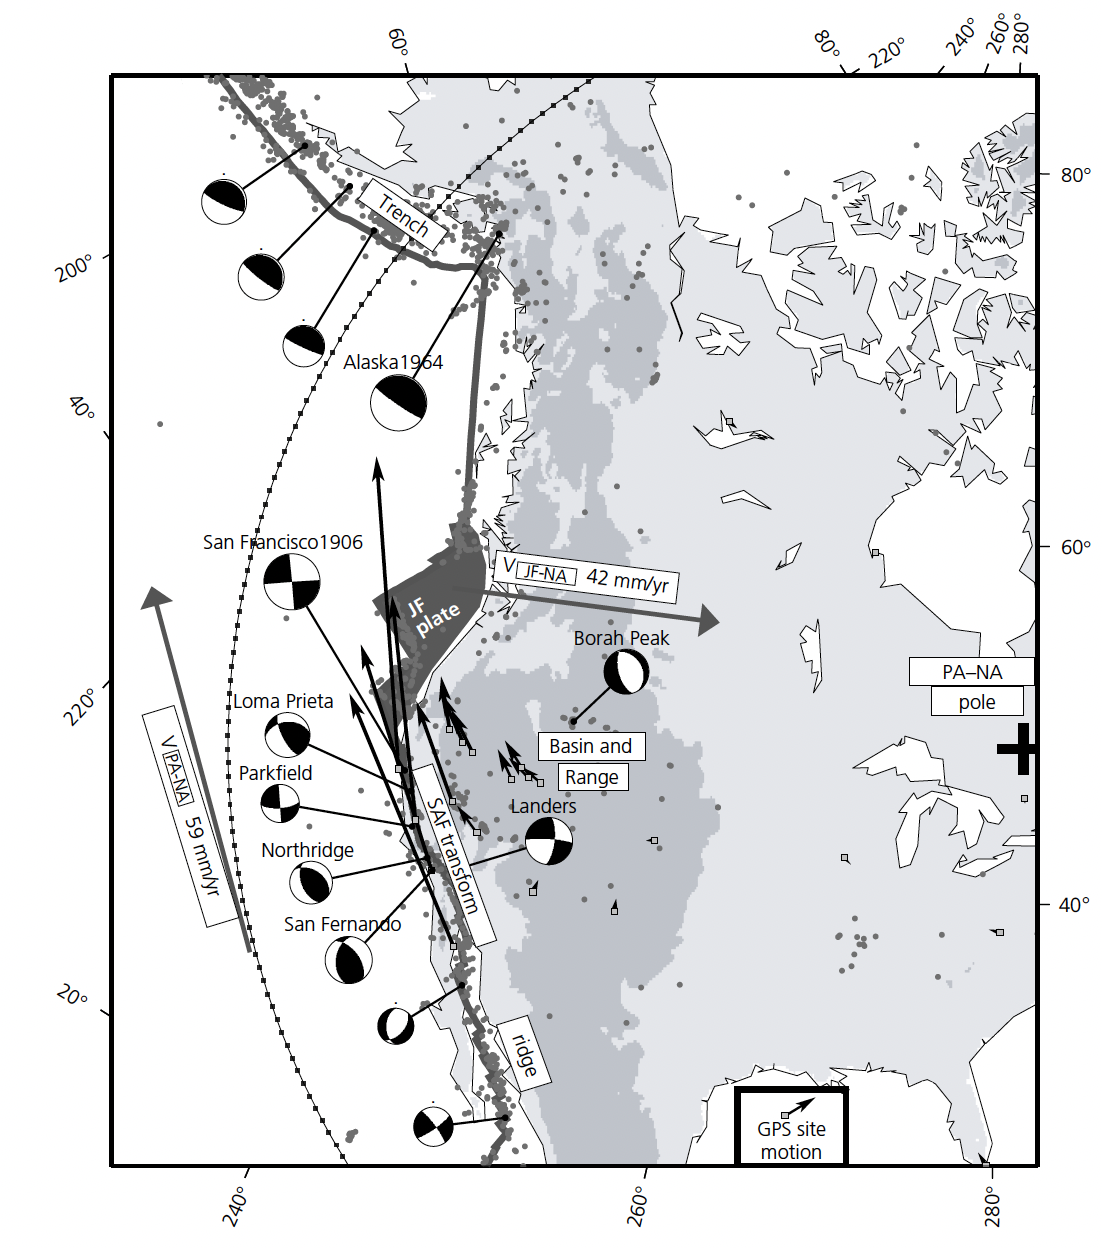 60°
80°
220°
240°
260°
280°
80°
200°
Trench
Alaska1964
40°
San Francisco1906
60°
V JF-NA 42 mm/yr
JF
plate
Borah Peak
PA–NA
pole
220°
Loma Prieta
V PA-NA 59 mm/yr
Basin and
Range
Parkfield
SAF transform
Landers
Northridge
40°
San Fernando
20°
ridge
GPS site
motion
240°
260°
280°